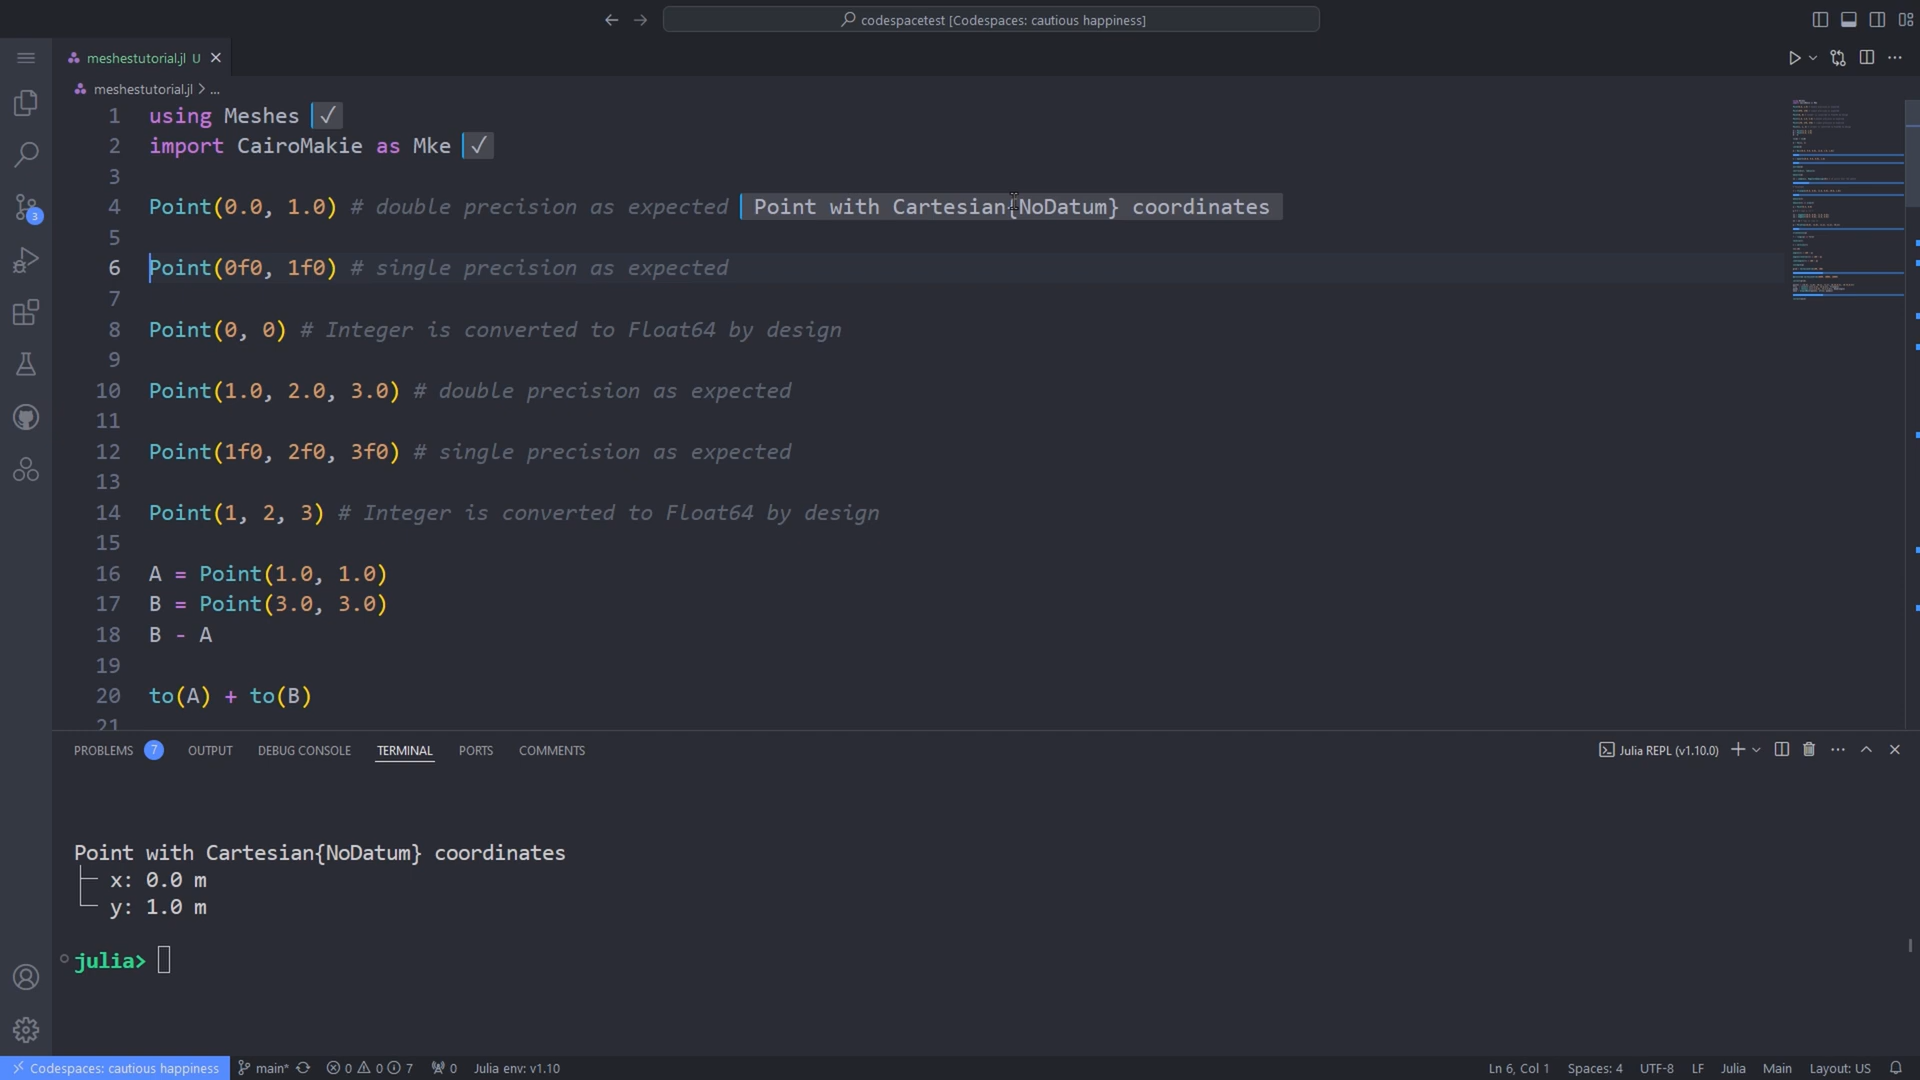 codespacetest [Codespaces: cautious happiness]
meshestutorial.jl U
meshestutorial.jl > ...
1 using Meshes ✓
2 import CairoMakie as Mke ✓
3
4 Point(0.0, 1.0) # double precision as expected Point with Cartesian{NoDatum} coordinates
5
6 Point(0f0, 1f0) # single precision as expected
7
8 Point(0, 0) # Integer is converted to Float64 by design
9
10 Point(1.0, 2.0, 3.0) # double precision as expected
11
12 Point(1f0, 2f0, 3f0) # single precision as expected
13
14 Point(1, 2, 3) # Integer is converted to Float64 by design
15
16 A = Point(1.0, 1.0)
17 B = Point(3.0, 3.0)
18 B - A
19
20 to(A) + to(B)
21
3
PROBLEMS 7 OUTPUT DEBUG CONSOLE TERMINAL PORTS COMMENTS Julia REPL (v1.10.0)
Point with Cartesian{NoDatum} coordinates
├─ x: 0.0 m
└─ y: 1.0 m
julia>
Codespaces: cautious happiness main* 0 0 7 0 Julia env: v1.10 Ln 6, Col 1 Spaces: 4 UTF-8 LF Julia Main Layout: US